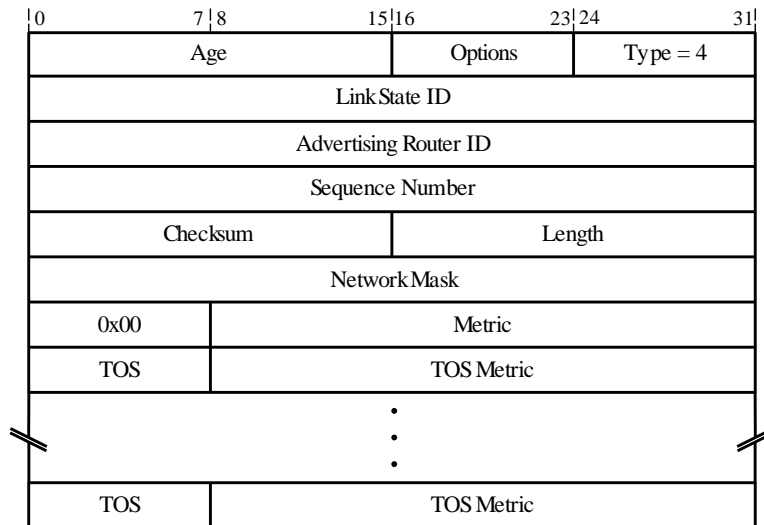 0 7 8 15 16 23 24 31
Age Options Type = 4
Link State ID
Advertising Router ID
Sequence Number
Checksum Length
Network Mask
0x00 Metric
TOS TOS Metric
TOS TOS Metric